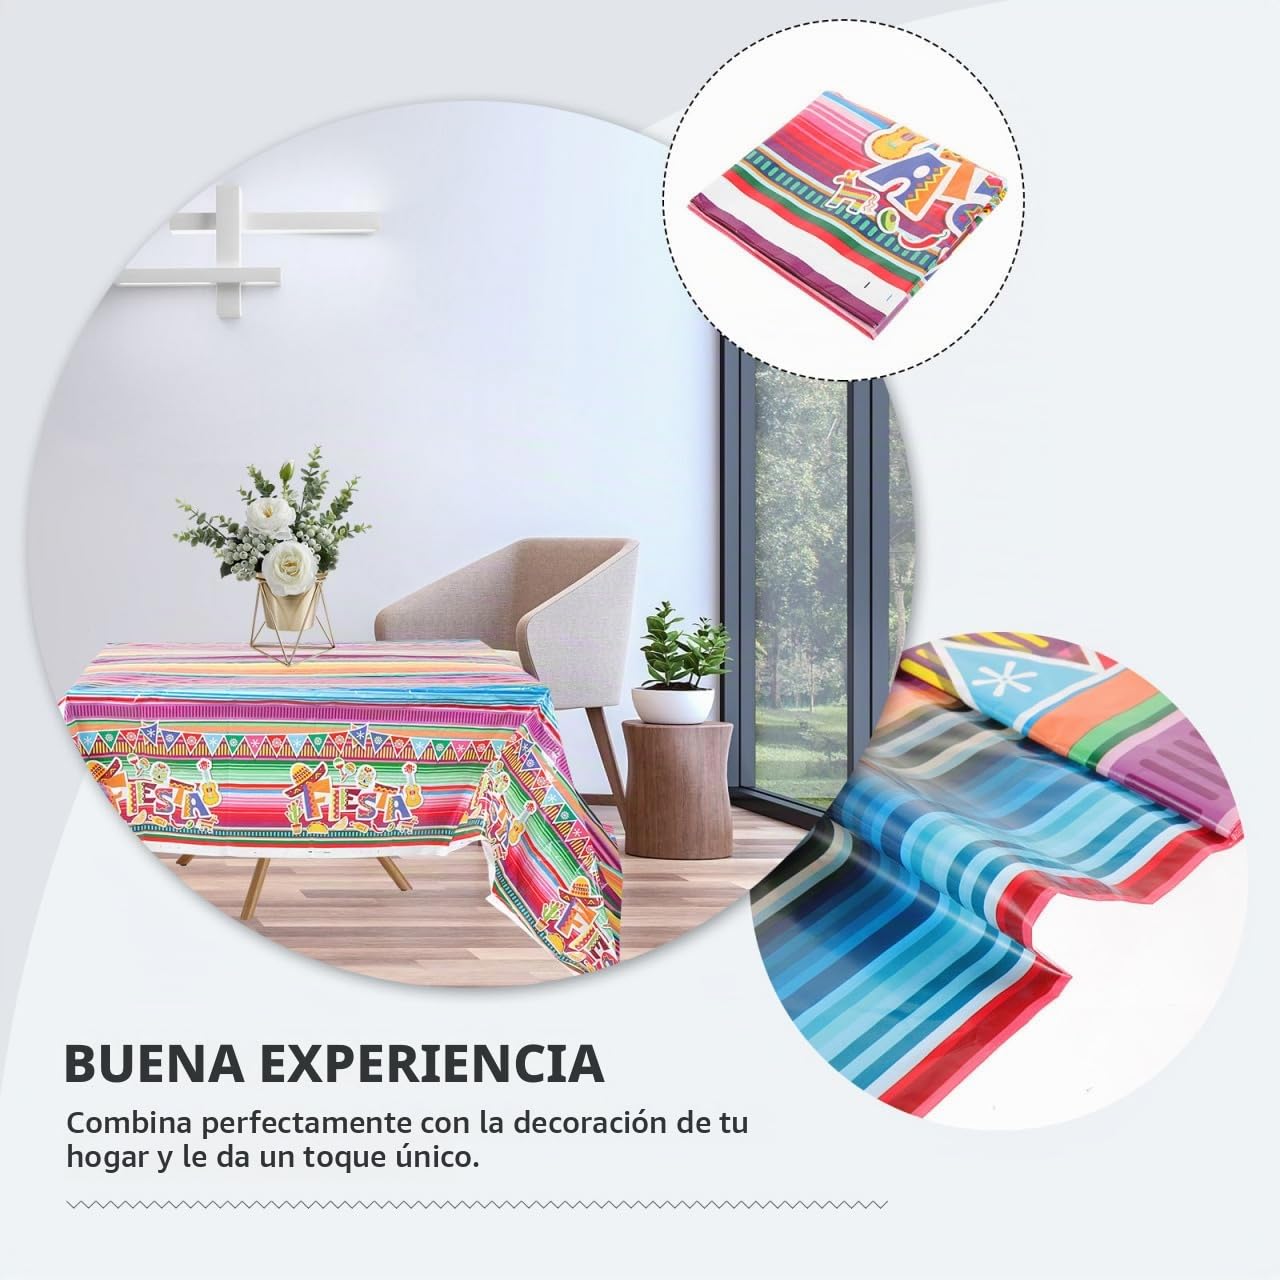 FIESTA
FIESTA
BUENA EXPERIENCIA
Combina perfectamente con la decoración de tu
hogar y le da un toque único.